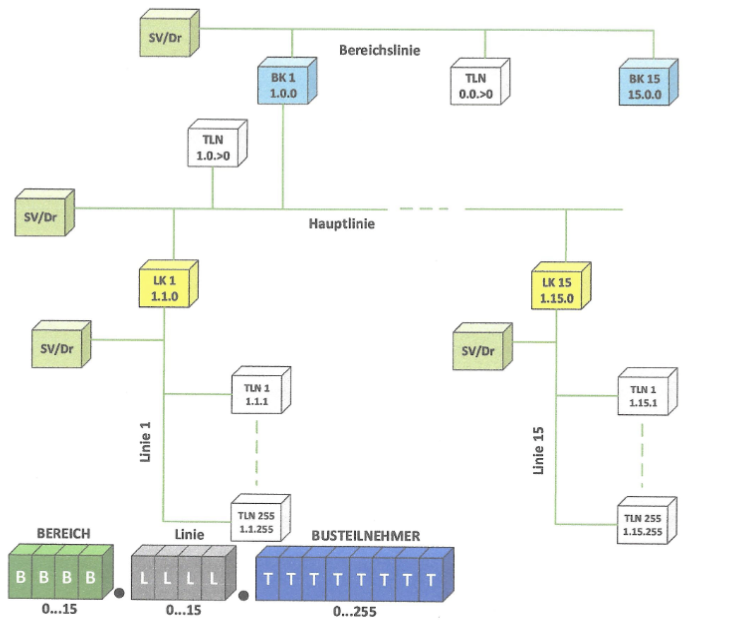 SV/Dr
Bereichslinie
BK 1
1.0.0
TLN
0.0.>0
BK 15
15.0.0
TLN
1.0.>0
SV/Dr
Hauptlinie
LK 1
1.1.0
LK 15
1.15.0
SV/Dr
SV/Dr
TLN 1
1.1.1
TLN 1
1.15.1
Linie 1
Linie 15
TLN 255
1.1.255
TLN 255
1.15.255
BEREICH
Linie
BUSTEILNEHMER
B B B B . L L L L . T T T T T T T T
0...15
0...15
0...255